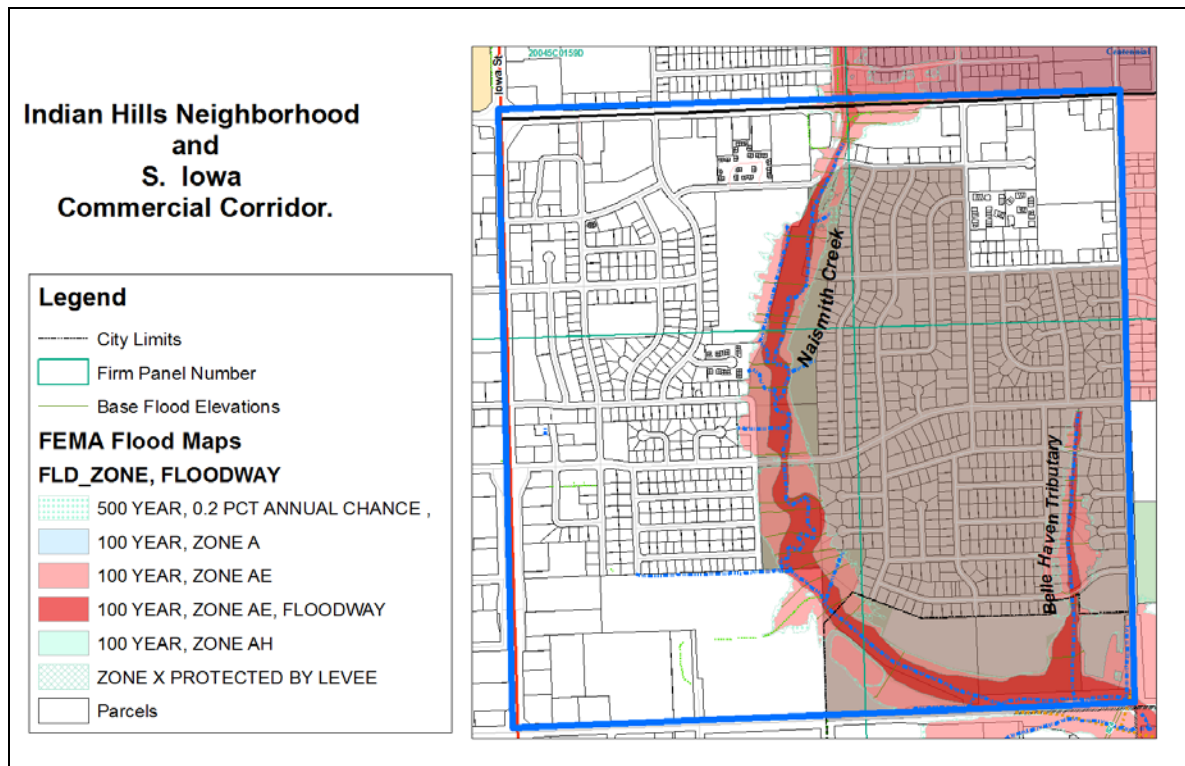 Indian Hills Neighborhood
and
S. Iowa
Commercial Corridor.
Legend
City Limits
Firm Panel Number
Base Flood Elevations
FEMA Flood Maps
FLD_ZONE, FLOODWAY
500 YEAR, 0.2 PCT ANNUAL CHANCE ,
100 YEAR, ZONE A
100 YEAR, ZONE AE
100 YEAR, ZONE AE, FLOODWAY
100 YEAR, ZONE AH
ZONE X PROTECTED BY LEVEE
Parcels
20045C0159D
Centennial
Iowa St
Naismith Creek
Belle Haven Tributary